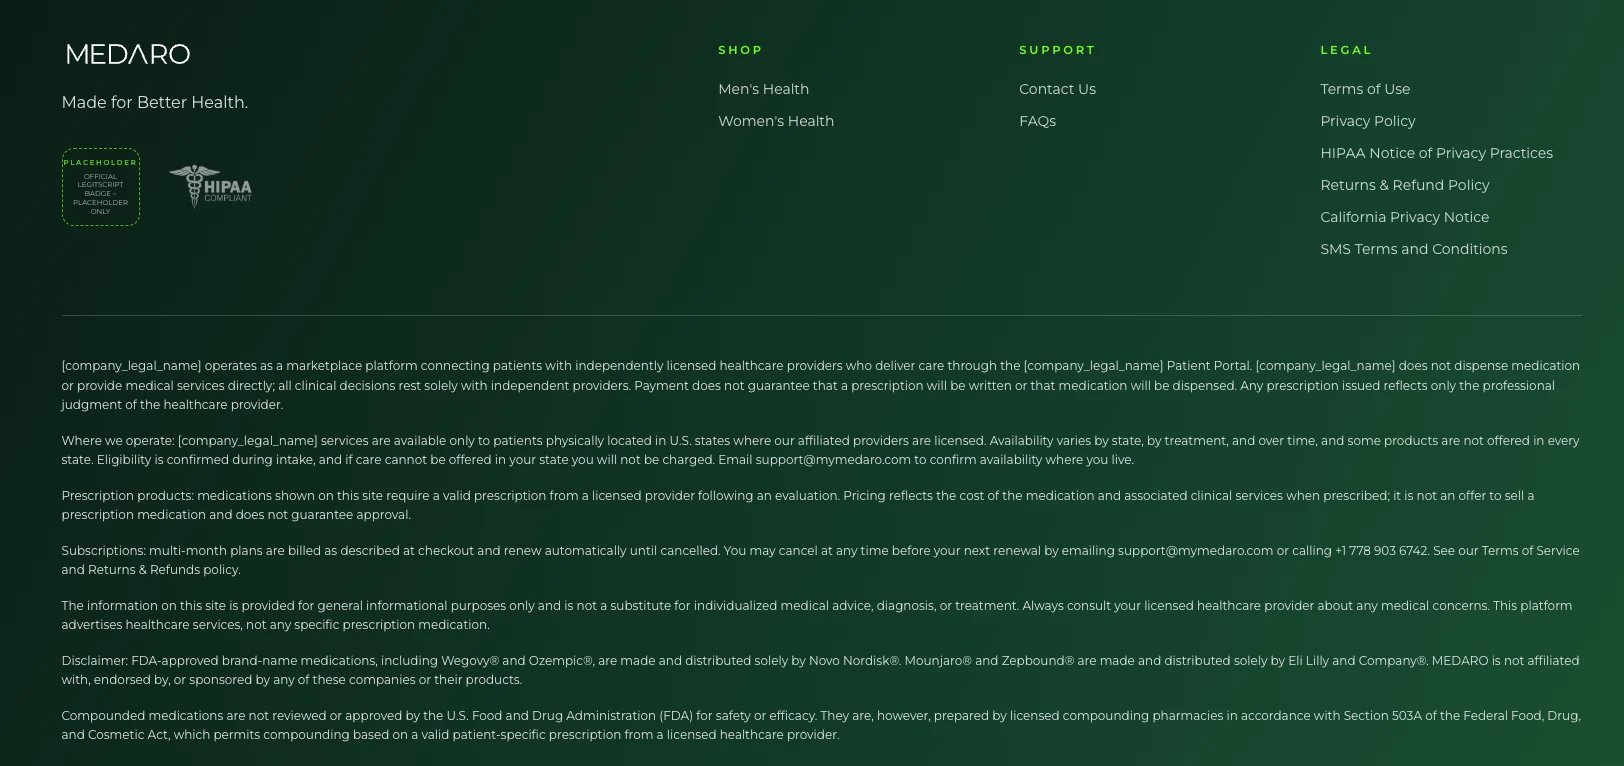 MEDARO
Made for Better Health.
PLACEHOLDER
OFFICIAL
LEGITSCRIPT
BADGE –
PLACEHOLDER
ONLY
HIPAA
COMPLIANT
SHOP
Men's Health
Women's Health
SUPPORT
Contact Us
FAQs
LEGAL
Terms of Use
Privacy Policy
HIPAA Notice of Privacy Practices
Returns & Refund Policy
California Privacy Notice
SMS Terms and Conditions
[company_legal_name] operates as a marketplace platform connecting patients with independently licensed healthcare providers who deliver care through the [company_legal_name] Patient Portal. [company_legal_name] does not dispense medication
or provide medical services directly; all clinical decisions rest solely with independent providers. Payment does not guarantee that a prescription will be written or that medication will be dispensed. Any prescription issued reflects only the professional
judgment of the healthcare provider.
Where we operate: [company_legal_name] services are available only to patients physically located in U.S. states where our affiliated providers are licensed. Availability varies by state, by treatment, and over time, and some products are not offered in every
state. Eligibility is confirmed during intake, and if care cannot be offered in your state you will not be charged. Email support@mymedaro.com to confirm availability where you live.
Prescription products: medications shown on this site require a valid prescription from a licensed provider following an evaluation. Pricing reflects the cost of the medication and associated clinical services when prescribed; it is not an offer to sell a
prescription medication and does not guarantee approval.
Subscriptions: multi-month plans are billed as described at checkout and renew automatically until cancelled. You may cancel at any time before your next renewal by emailing support@mymedaro.com or calling +1 778 903 6742. See our Terms of Service
and Returns & Refunds policy.
The information on this site is provided for general informational purposes only and is not a substitute for individualized medical advice, diagnosis, or treatment. Always consult your licensed healthcare provider about any medical concerns. This platform
advertises healthcare services, not any specific prescription medication.
Disclaimer: FDA-approved brand-name medications, including Wegovy® and Ozempic®, are made and distributed solely by Novo Nordisk®. Mounjaro® and Zepbound® are made and distributed solely by Eli Lilly and Company®. MEDARO is not affiliated
with, endorsed by, or sponsored by any of these companies or their products.
Compounded medications are not reviewed or approved by the U.S. Food and Drug Administration (FDA) for safety or efficacy. They are, however, prepared by licensed compounding pharmacies in accordance with Section 503A of the Federal Food, Drug,
and Cosmetic Act, which permits compounding based on a valid patient-specific prescription from a licensed healthcare provider.